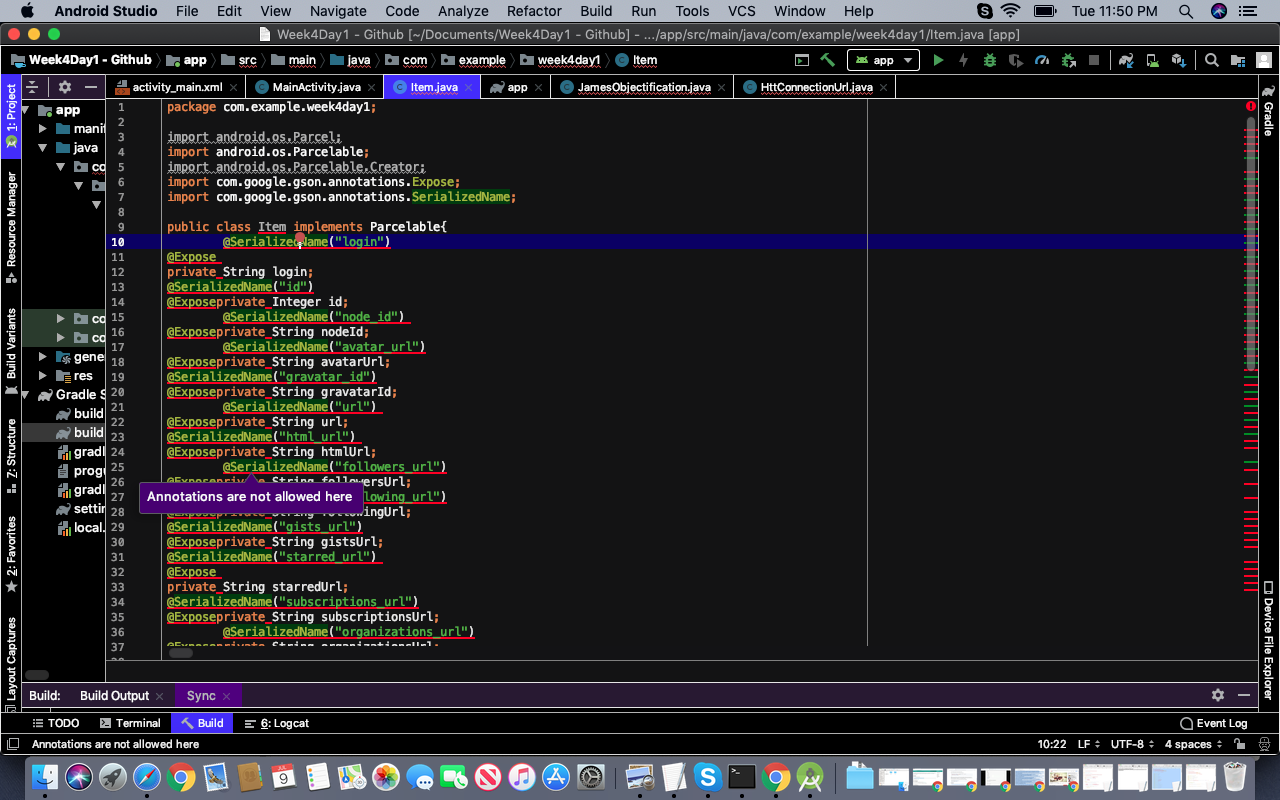 Android Studio File Edit View Navigate Code Analyze Refactor Build Run Tools VCS Window Help Tue 11:50 PM
Week4Day1 - Github [~/Documents/Week4Day1 - Github] - .../app/src/main/java/com/example/week4day1/Item.java [app]
Week4Day1 - Github app src main java com example week4day1 Item app
activity_main.xml MainActivity.java Item.java app JamesObjectification.java HttConnectionUrl.java
1: Project
Resource Manager
Build Variants
Z: Structure
2: Favorites
Layout Captures
app
manif
java
co
co
co
gene
res
Gradle S
build
build
gradl
progu
gradl
settin
local.
1 package com.example.week4day1;
2
3 import android.os.Parcel;
4 import android.os.Parcelable;
5 import android.os.Parcelable.Creator;
6 import com.google.gson.annotations.Expose;
7 import com.google.gson.annotations.SerializedName;
8
9 public class Item implements Parcelable{
10 @SerializedName("login")
11 @Expose
12 private String login;
13 @SerializedName("id")
14 @Exposeprivate Integer id;
15 @SerializedName("node_id")
16 @Exposeprivate String nodeId;
17 @SerializedName("avatar_url")
18 @Exposeprivate String avatarUrl;
19 @SerializedName("gravatar_id")
20 @Exposeprivate String gravatarId;
21 @SerializedName("url")
22 @Exposeprivate String url;
23 @SerializedName("html_url")
24 @Exposeprivate String htmlUrl;
25 @SerializedName("followers_url")
26 @Exposeprivate String followersUrl;
Annotations are not allowed here
27 lowing_url")
28 followingUrl;
29 @SerializedName("gists_url")
30 @Exposeprivate String gistsUrl;
31 @SerializedName("starred_url")
32 @Expose
33 private String starredUrl;
34 @SerializedName("subscriptions_url")
35 @Exposeprivate String subscriptionsUrl;
36 @SerializedName("organizations_url")
37 @Exposeprivate String organizationsUrl;
Gradle
Device File Explorer
Build: Build Output Sync
TODO Terminal Build 6: Logcat Event Log
Annotations are not allowed here 10:22 LF UTF-8 4 spaces
9